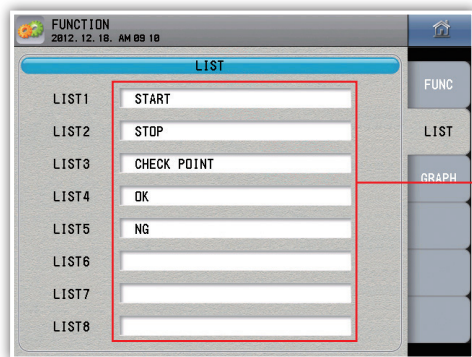 FUNCTION
2012. 12. 18. AM 09 10
LIST
FUNC
LIST
GRAPH
LIST1 START
LIST2 STOP
LIST3 CHECK POINT
LIST4 OK
LIST5 NG
LIST6
LIST7
LIST8